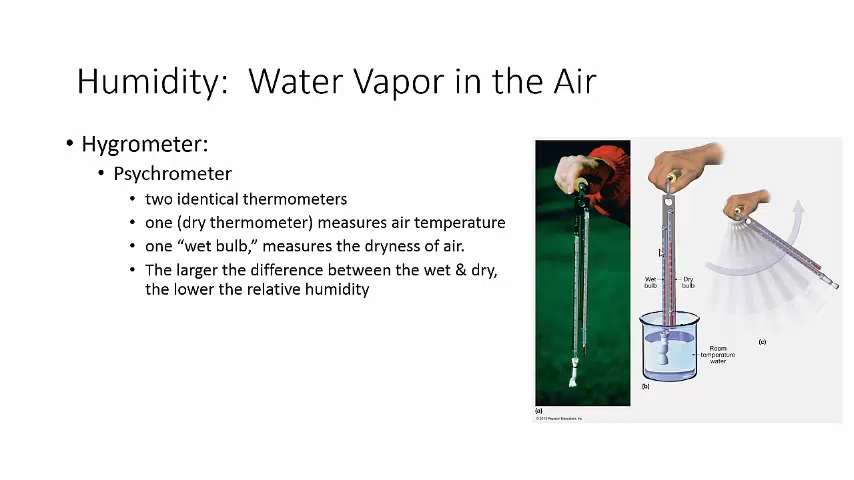 Humidity: Water Vapor in the Air
• Hygrometer:
• Psychrometer
• two identical thermometers
• one (dry thermometer) measures air temperature
• one “wet bulb,” measures the dryness of air.
• The larger the difference between the wet & dry,
the lower the relative humidity
Wet
bulb
Dry
bulb
Room
temperature
water
(a)
(b)
(c)
© 2013 Pearson Education, Inc.